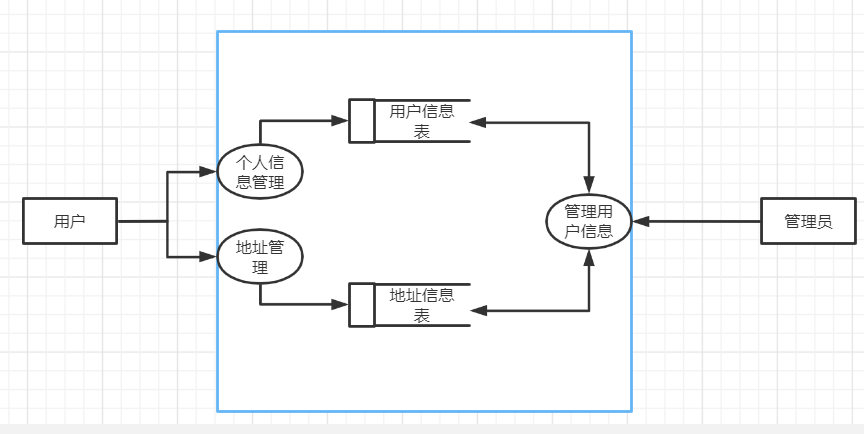 用户信息
表
个人信
息管理
用户
管理用
户信息
管理员
地址管
理
地址信息
表